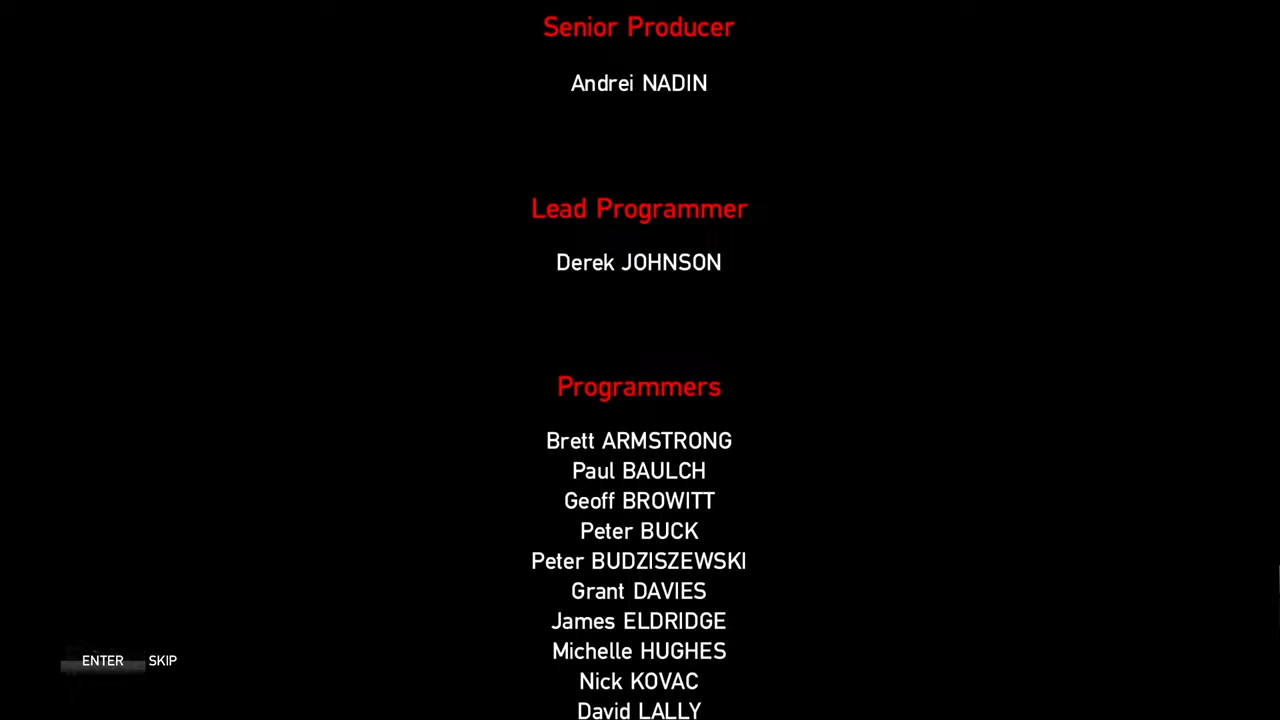 Senior Producer
Andrei NADIN
Lead Programmer
Derek JOHNSON
Programmers
Brett ARMSTRONG
Paul BAULCH
Geoff BROWITT
Peter BUCK
Peter BUDZISZEWSKI
Grant DAVIES
James ELDRIDGE
Michelle HUGHES
ENTER SKIP
Nick KOVAC
David LALLY